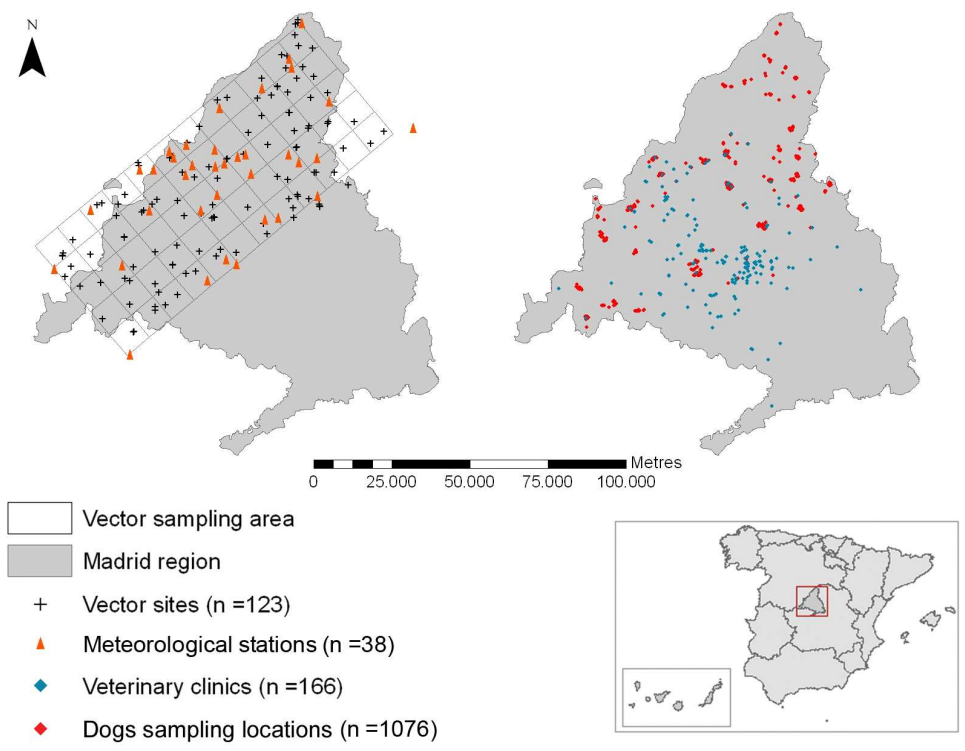 N
Metres
0 25.000 50.000 75.000 100.000
Vector sampling area
Madrid region
Vector sites (n =123)
Meteorological stations (n =38)
Veterinary clinics (n =166)
Dogs sampling locations (n =1076)